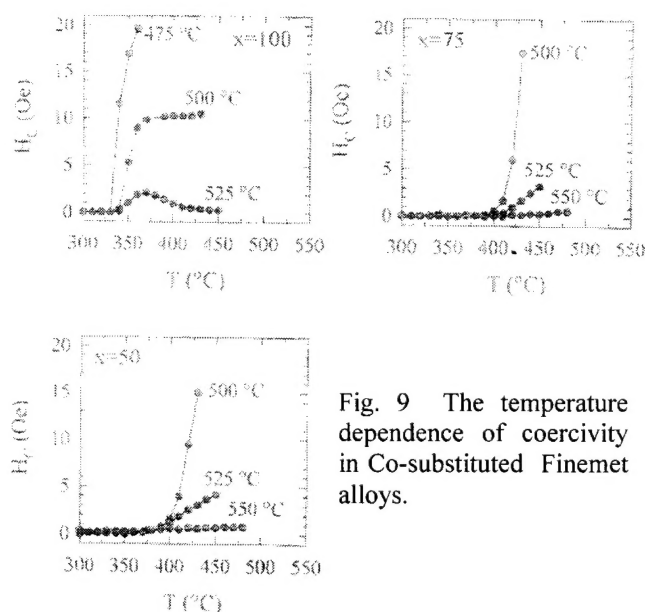 20
15
10
5
0
H_c (Oe)
475 °C
x=100
500 °C
525 °C
300 350 400 450 500 550
T (°C)
20
15
10
5
0
H_c (Oe)
x=75
500 °C
525 °C
550 °C
300 350 400 450 500 550
T (°C)
20
15
10
5
0
H_c (Oe)
x=50
500 °C
525 °C
550 °C
300 350 400 450 500 550
T (°C)
Fig. 9 The temperature
dependence of coercivity
in Co-substituted Finemet
alloys.